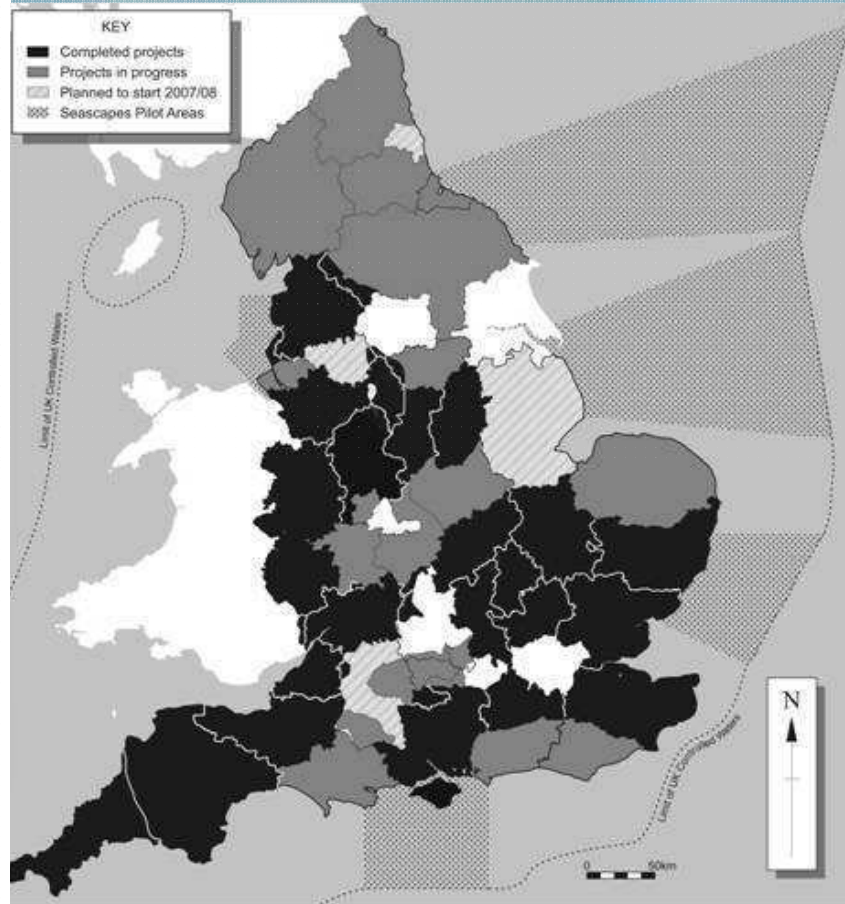 KEY
Completed projects
Projects in progress
Planned to start 2007/08
Seascapes Pilot Areas
Limit of UK Controlled Waters
N
Limit of UK Controlled Waters
0 50km